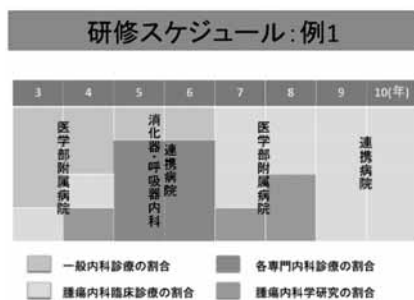 研修スケジュール:例1
3 4 5 6 7 8 9 10(年)
医学部附属病院
消化器・呼吸器内科
連携病院
医学部附属病院
連携病院
一般内科診療の割合
各専門内科診療の割合
腫瘍内科臨床診療の割合
腫瘍内科学研究の割合